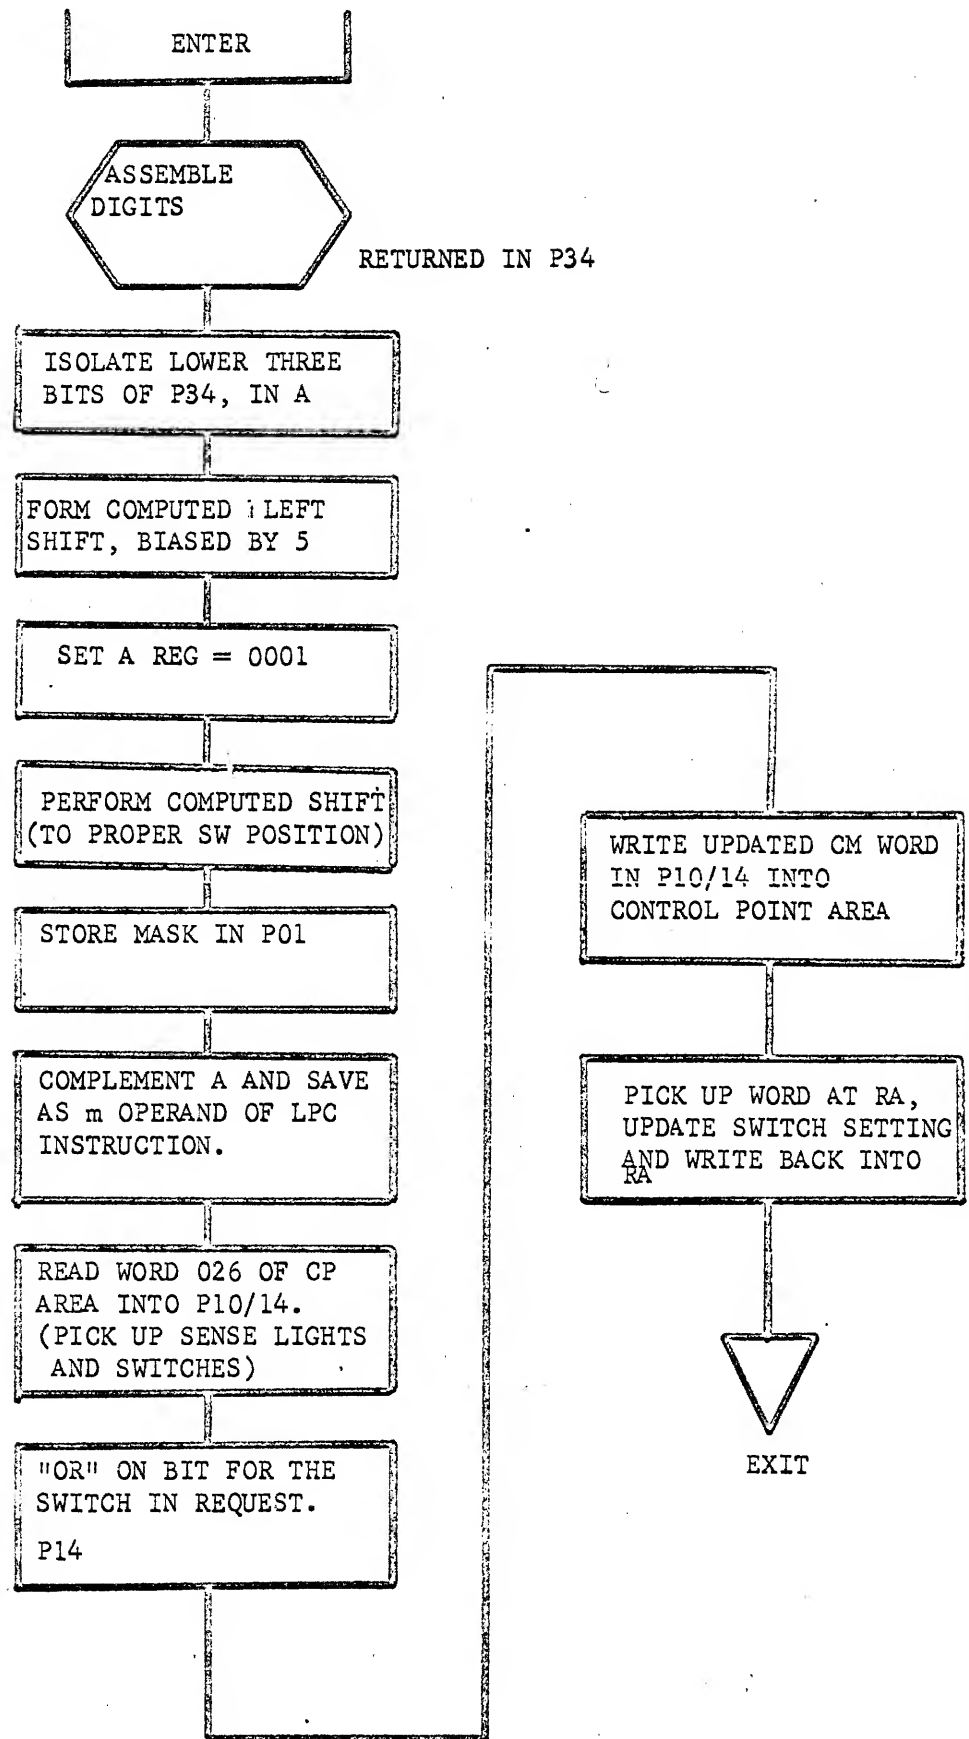 ENTER
ASSEMBLE
DIGITS
RETURNED IN P34
ISOLATE LOWER THREE
BITS OF P34, IN A
FORM COMPUTED LEFT
SHIFT, BIASED BY 5
SET A REG = 0001
PERFORM COMPUTED SHIFT
(TO PROPER SW POSITION)
STORE MASK IN P01
COMPLEMENT A AND SAVE
AS m OPERAND OF LPC
INSTRUCTION.
READ WORD 026 OF CP
AREA INTO P10/14.
(PICK UP SENSE LIGHTS
AND SWITCHES)
"OR" ON BIT FOR THE
SWITCH IN REQUEST.
P14
WRITE UPDATED CM WORD
IN P10/14 INTO
CONTROL POINT AREA
PICK UP WORD AT RA,
UPDATE SWITCH SETTING
AND WRITE BACK INTO
RA
EXIT